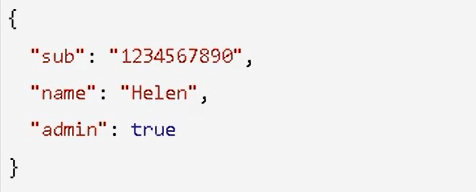 {
"sub": "1234567890",
"name": "Helen",
"admin": true
}